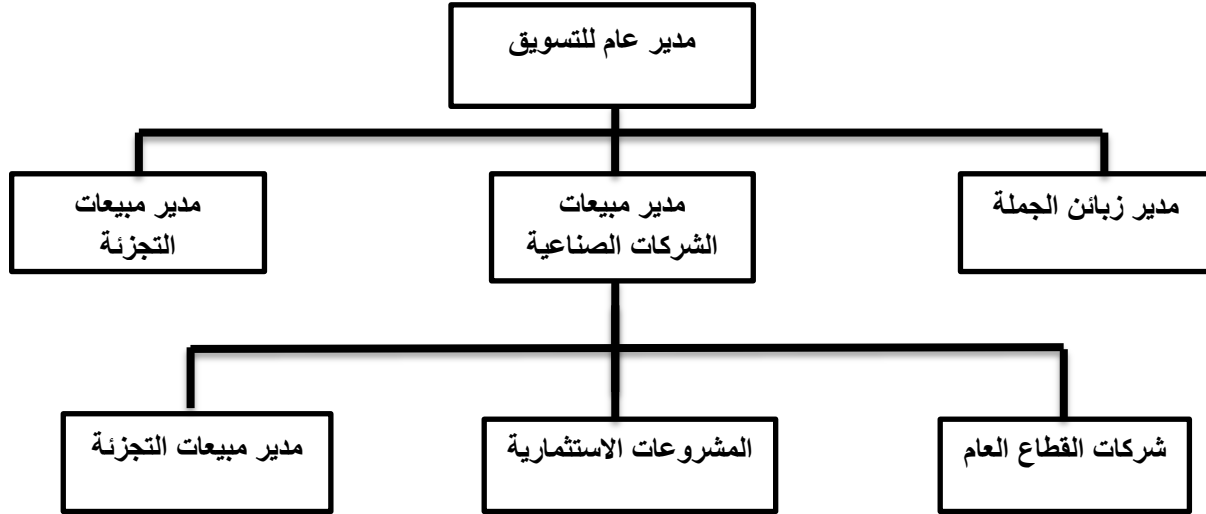 مدير عام للتسويق
مدير زبائن الجملة
مدير مبيعات
الشركات الصناعية
مدير مبيعات
التجزئة
شركات القطاع العام
المشروعات الاستثمارية
مدير مبيعات التجزئة